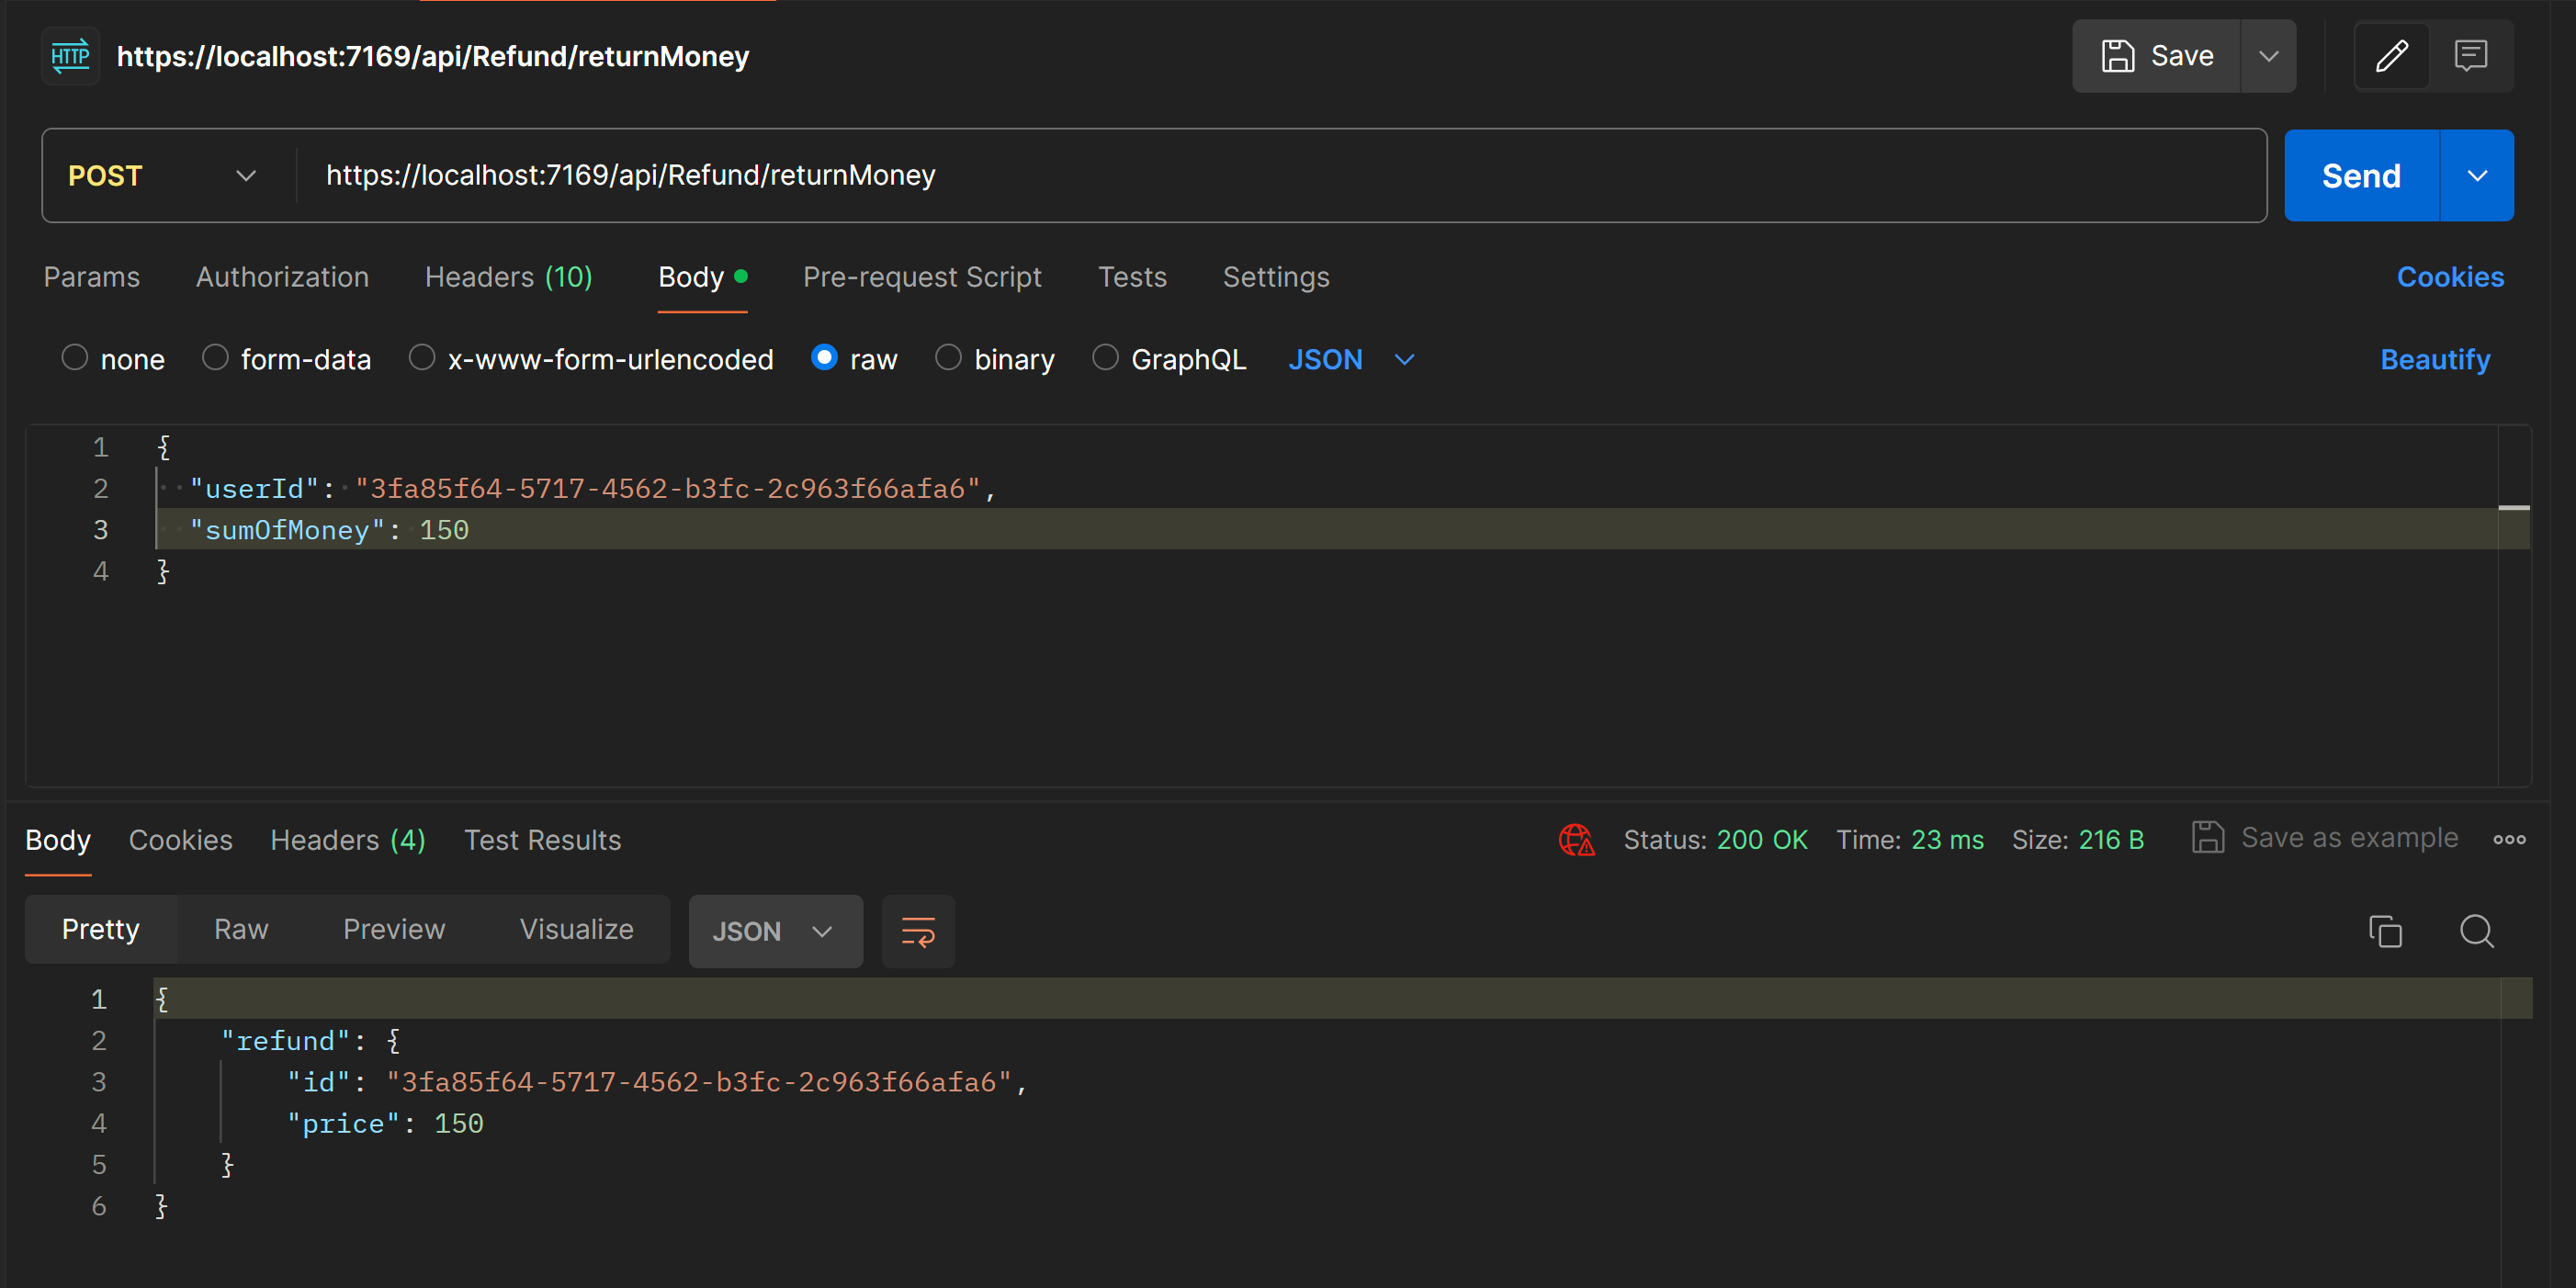 HTTP https://localhost:7169/api/Refund/returnMoney Save
POST https://localhost:7169/api/Refund/returnMoney Send
Params Authorization Headers (10) Body Pre-request Script Tests Settings Cookies
none form-data x-www-form-urlencoded raw binary GraphQL JSON Beautify
1 {
2 "userId": "3fa85f64-5717-4562-b3fc-2c963f66afa6",
3 "sumOfMoney": 150
4 }
Body Cookies Headers (4) Test Results Status: 200 OK Time: 23 ms Size: 216 B Save as example
Pretty Raw Preview Visualize JSON
1 {
2 "refund": {
3 "id": "3fa85f64-5717-4562-b3fc-2c963f66afa6",
4 "price": 150
5 }
6 }